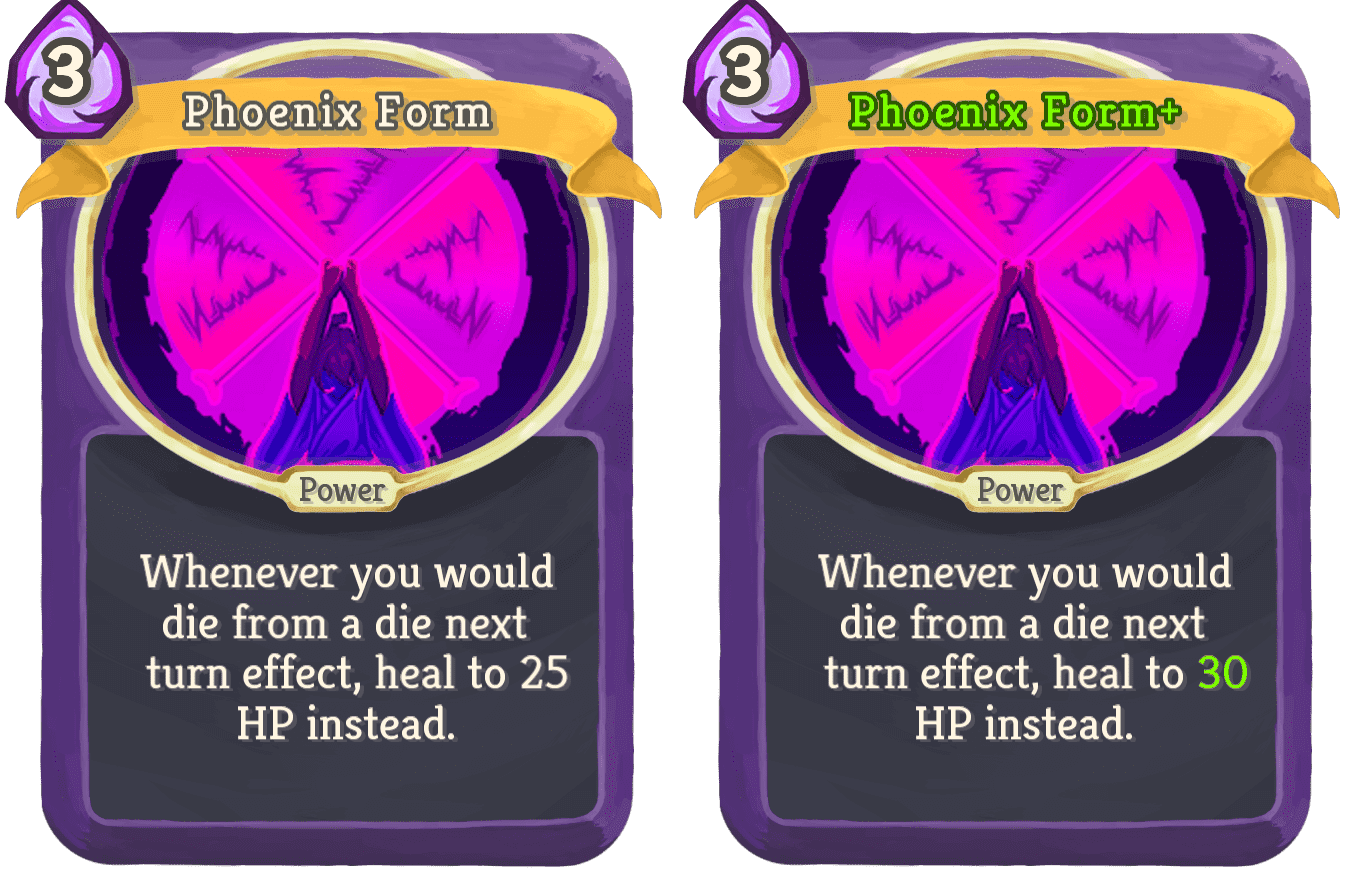 3
Phoenix Form
Power
Whenever you would
die from a die next
turn effect, heal to 25
HP instead.
3
Phoenix Form+
Power
Whenever you would
die from a die next
turn effect, heal to 30
HP instead.